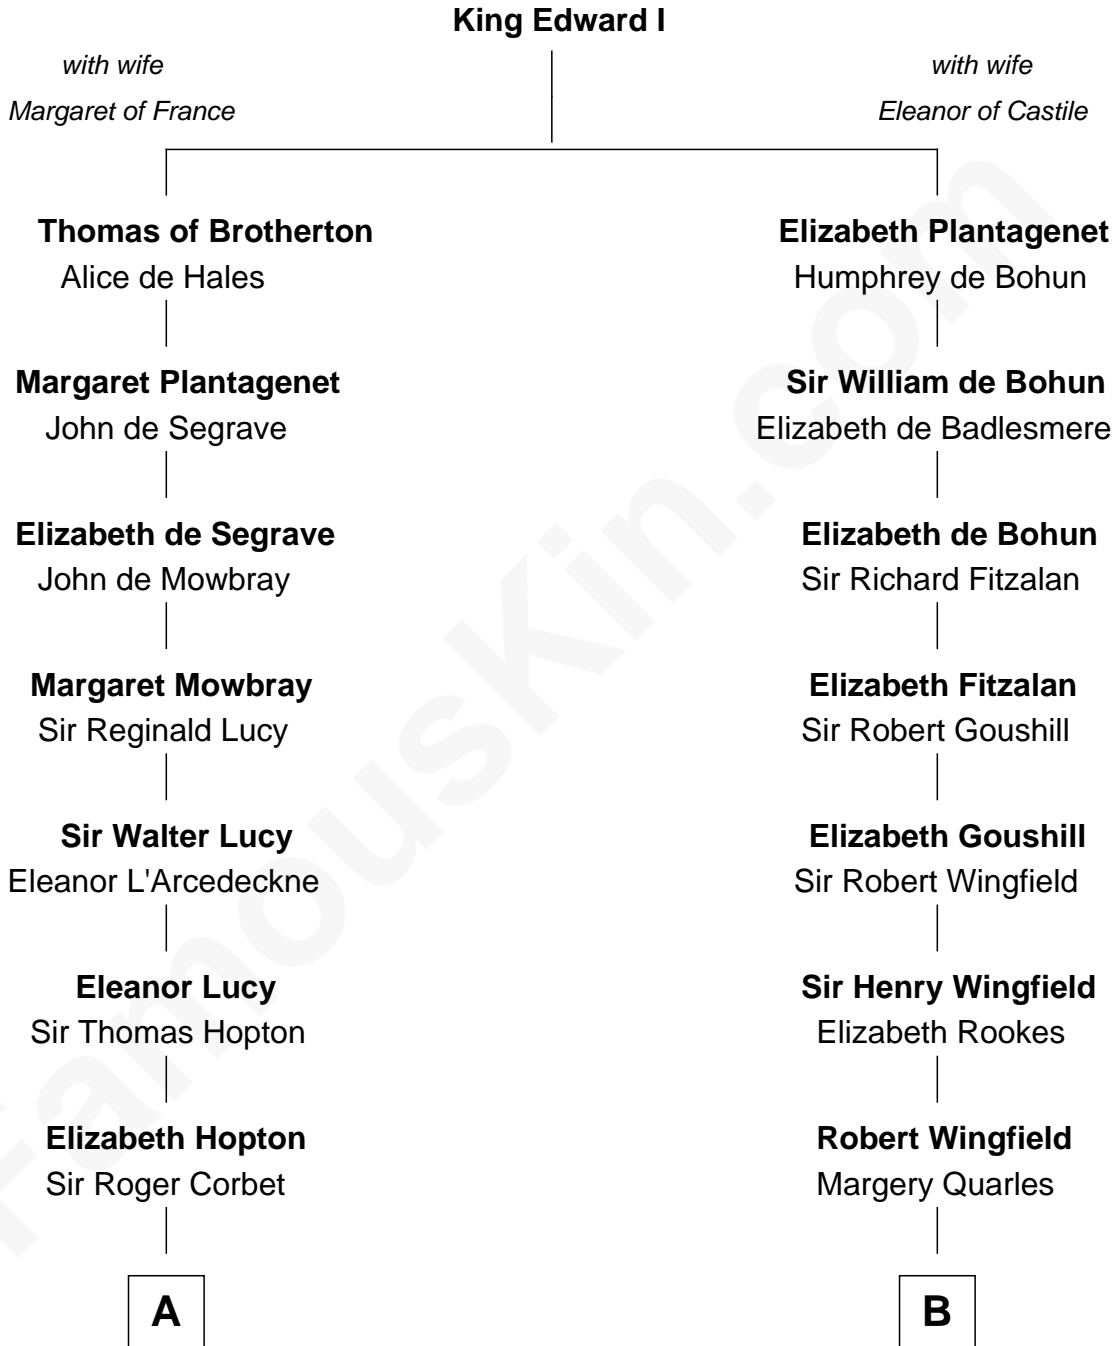 King Edward I
with wife
Margaret of France
with wife
Eleanor of Castile
Thomas of Brotherton
Alice de Hales
Elizabeth Plantagenet
Humphrey de Bohun
Margaret Plantagenet
John de Segrave
Sir William de Bohun
Elizabeth de Badlesmere
Elizabeth de Segrave
John de Mowbray
Elizabeth de Bohun
Sir Richard Fitzalan
Margaret Mowbray
Sir Reginald Lucy
Elizabeth Fitzalan
Sir Robert Goushill
Sir Walter Lucy
Eleanor L'Arcedeckne
Elizabeth Goushill
Sir Robert Wingfield
Eleanor Lucy
Sir Thomas Hopton
Sir Henry Wingfield
Elizabeth Rookes
Elizabeth Hopton
Sir Roger Corbet
Robert Wingfield
Margery Quarles
A
B
FamousKin.com